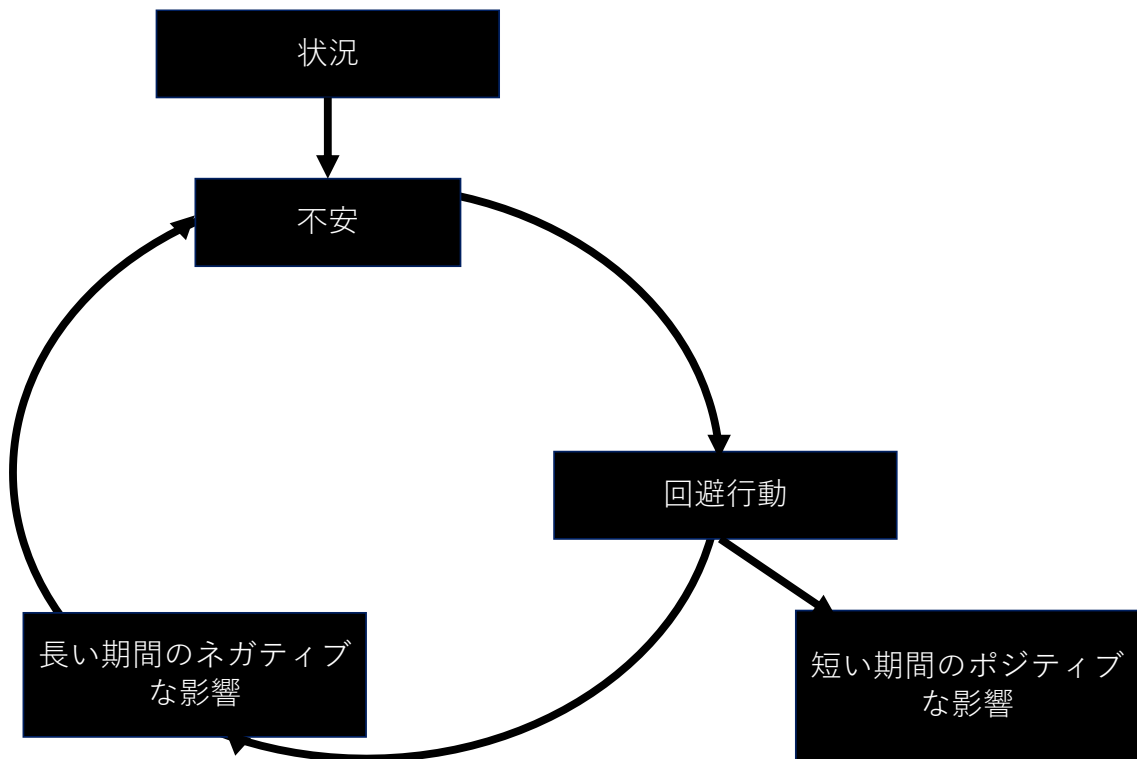 状況
不安
回避行動
長い期間のネガティブ
な影響
短い期間のポジティブ
な影響